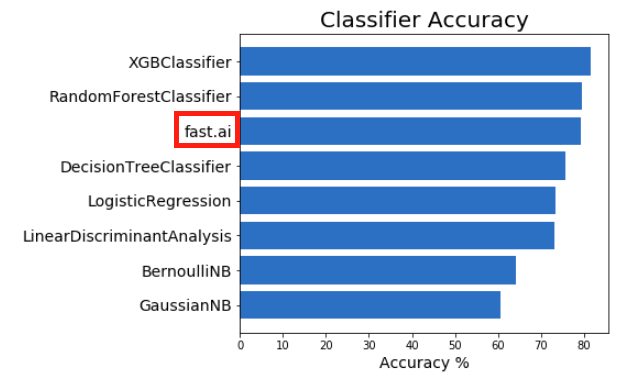 Classifier Accuracy
XGBClassifier
RandomForestClassifier
fast.ai
DecisionTreeClassifier
LogisticRegression
LinearDiscriminantAnalysis
BernoulliNB
GaussianNB
0 10 20 30 40 50 60 70 80
Accuracy %